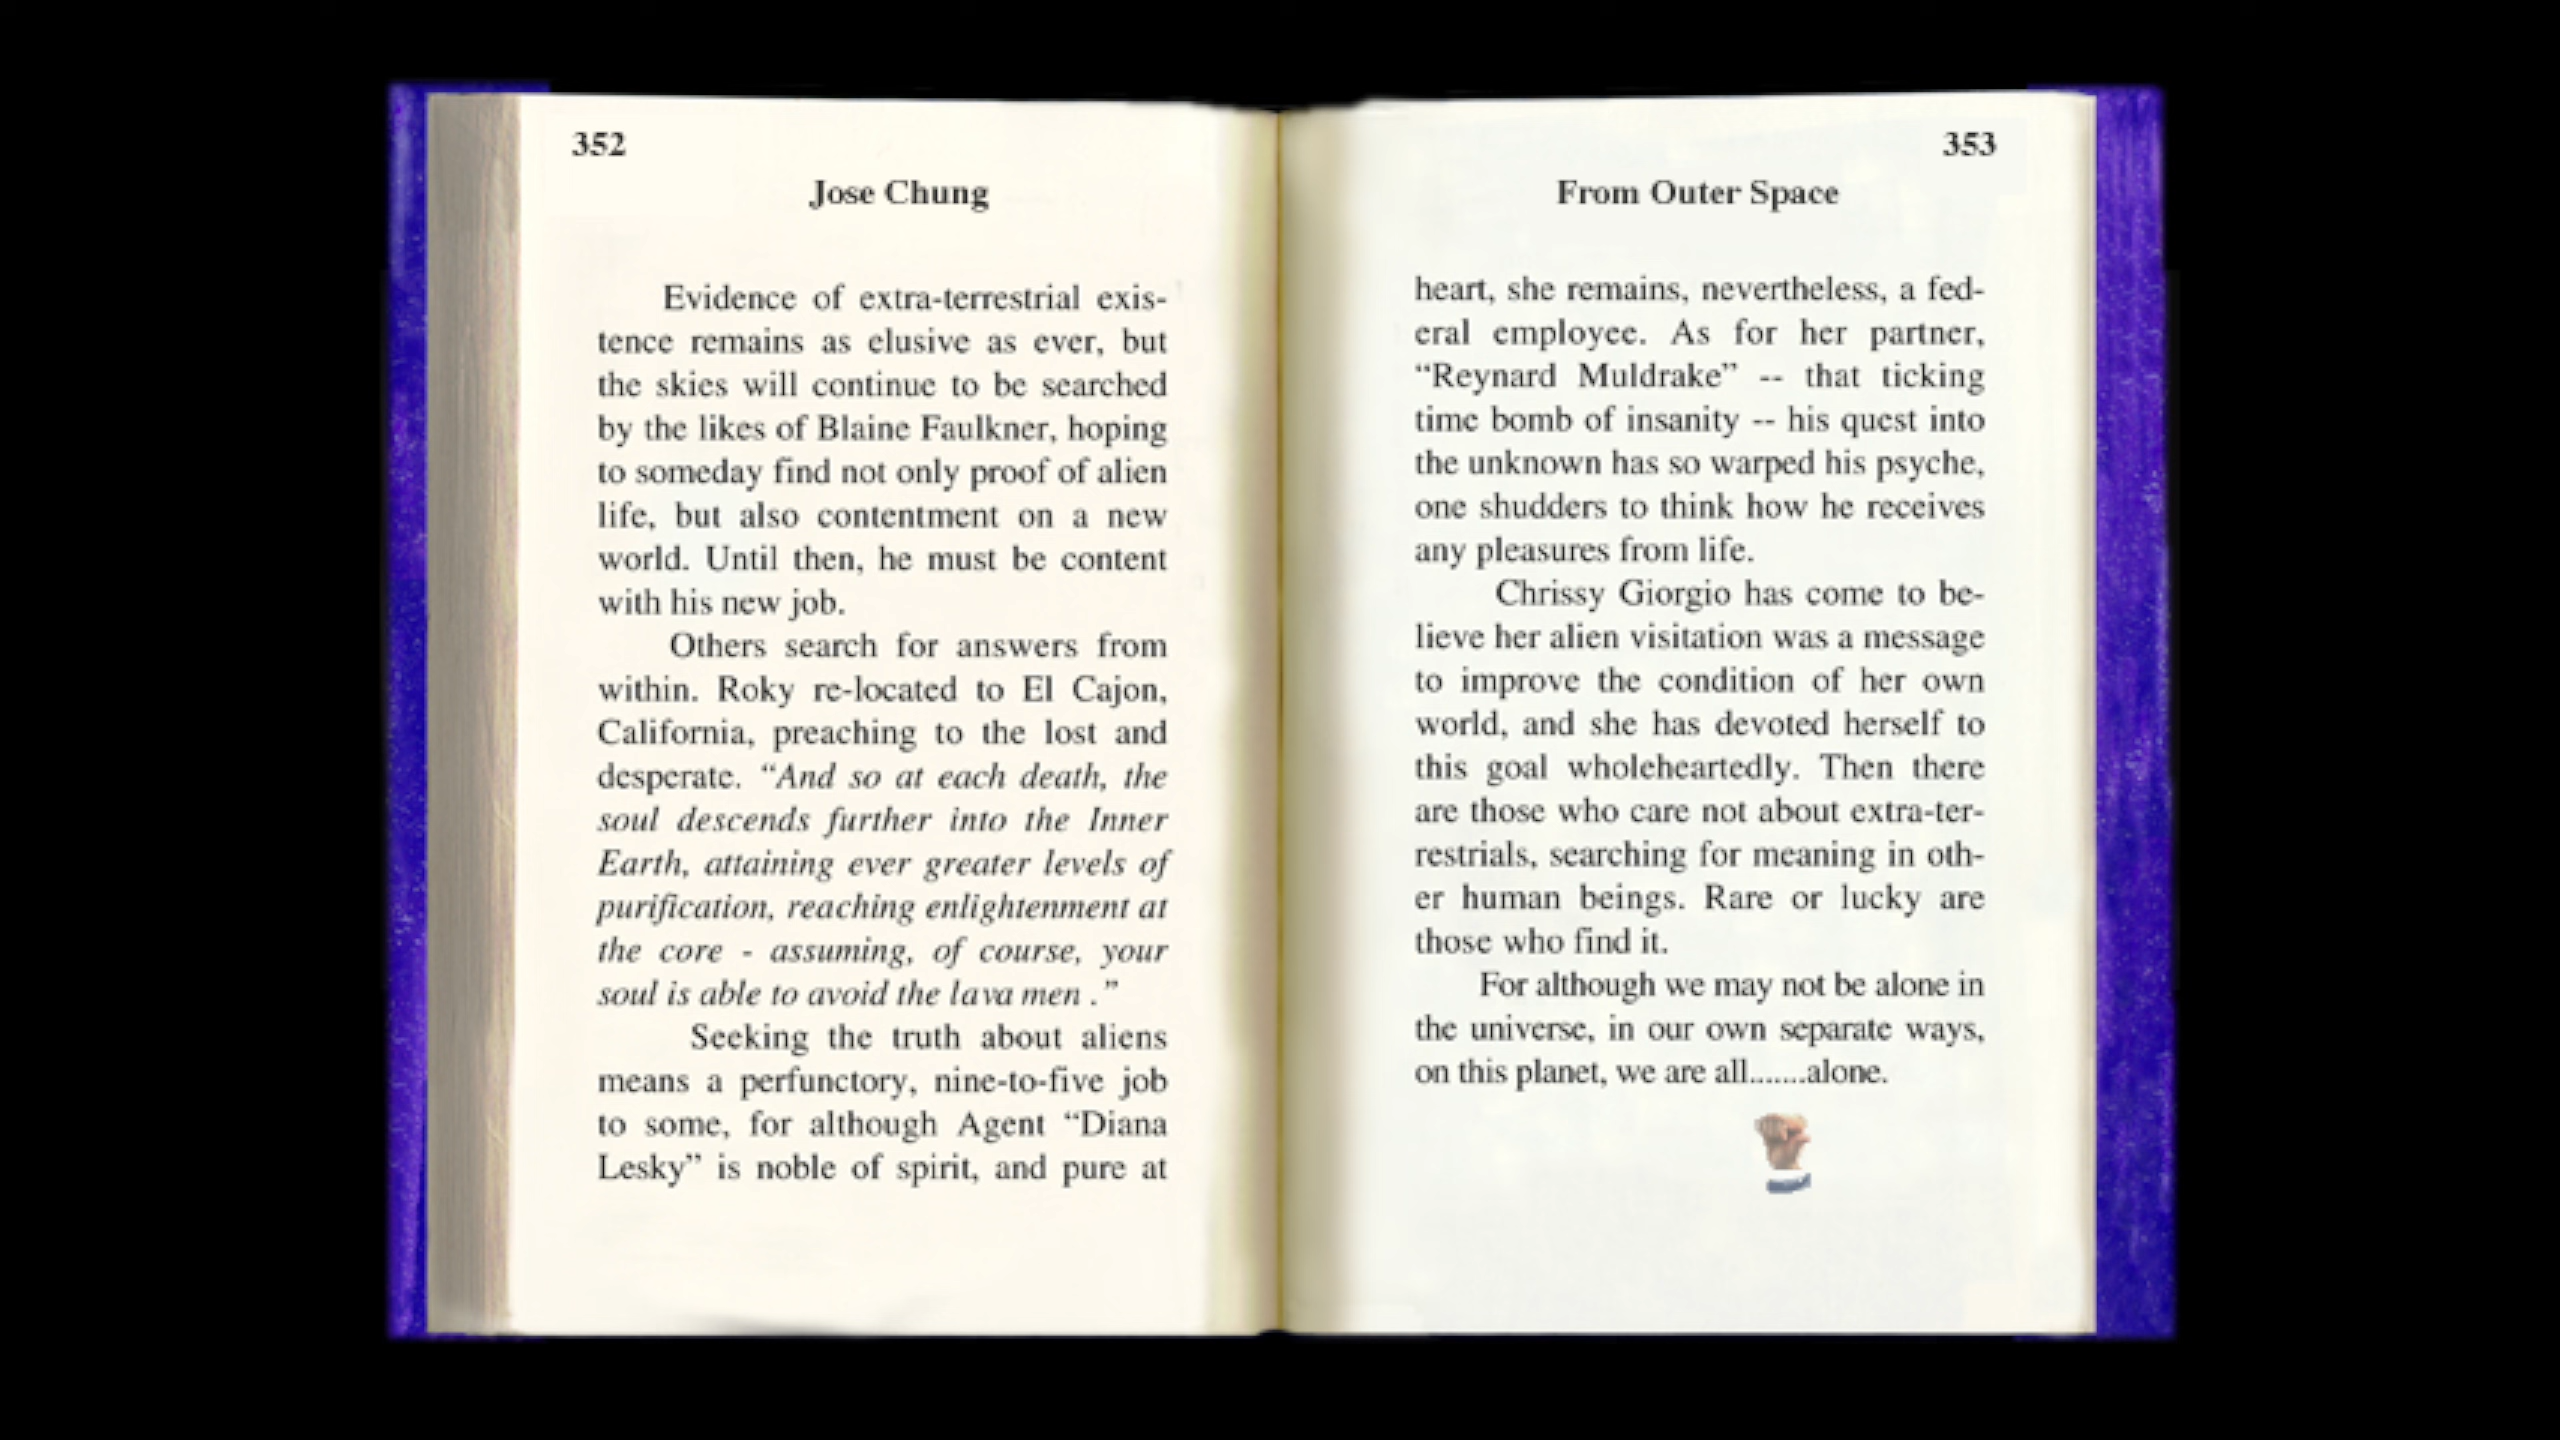 352
Jose Chung
Evidence of extra-terrestrial exis-
tence remains as elusive as ever, but
the skies will continue to be searched
by the likes of Blaine Faulkner, hoping
to someday find not only proof of alien
life, but also contentment on a new
world. Until then, he must be content
with his new job.
Others search for answers from
within. Roky re-located to El Cajon,
California, preaching to the lost and
desperate. “And so at each death, the
soul descends further into the Inner
Earth, attaining ever greater levels of
purification, reaching enlightenment at
the core - assuming, of course, your
soul is able to avoid the lava men .”
Seeking the truth about aliens
means a perfunctory, nine-to-five job
to some, for although Agent “Diana
Lesky” is noble of spirit, and pure at
353
From Outer Space
heart, she remains, nevertheless, a fed-
eral employee. As for her partner,
“Reynard Muldrake” -- that ticking
time bomb of insanity -- his quest into
the unknown has so warped his psyche,
one shudders to think how he receives
any pleasures from life.
Chrissy Giorgio has come to be-
lieve her alien visitation was a message
to improve the condition of her own
world, and she has devoted herself to
this goal wholeheartedly. Then there
are those who care not about extra-ter-
restrials, searching for meaning in oth-
er human beings. Rare or lucky are
those who find it.
For although we may not be alone in
the universe, in our own separate ways,
on this planet, we are all.......alone.